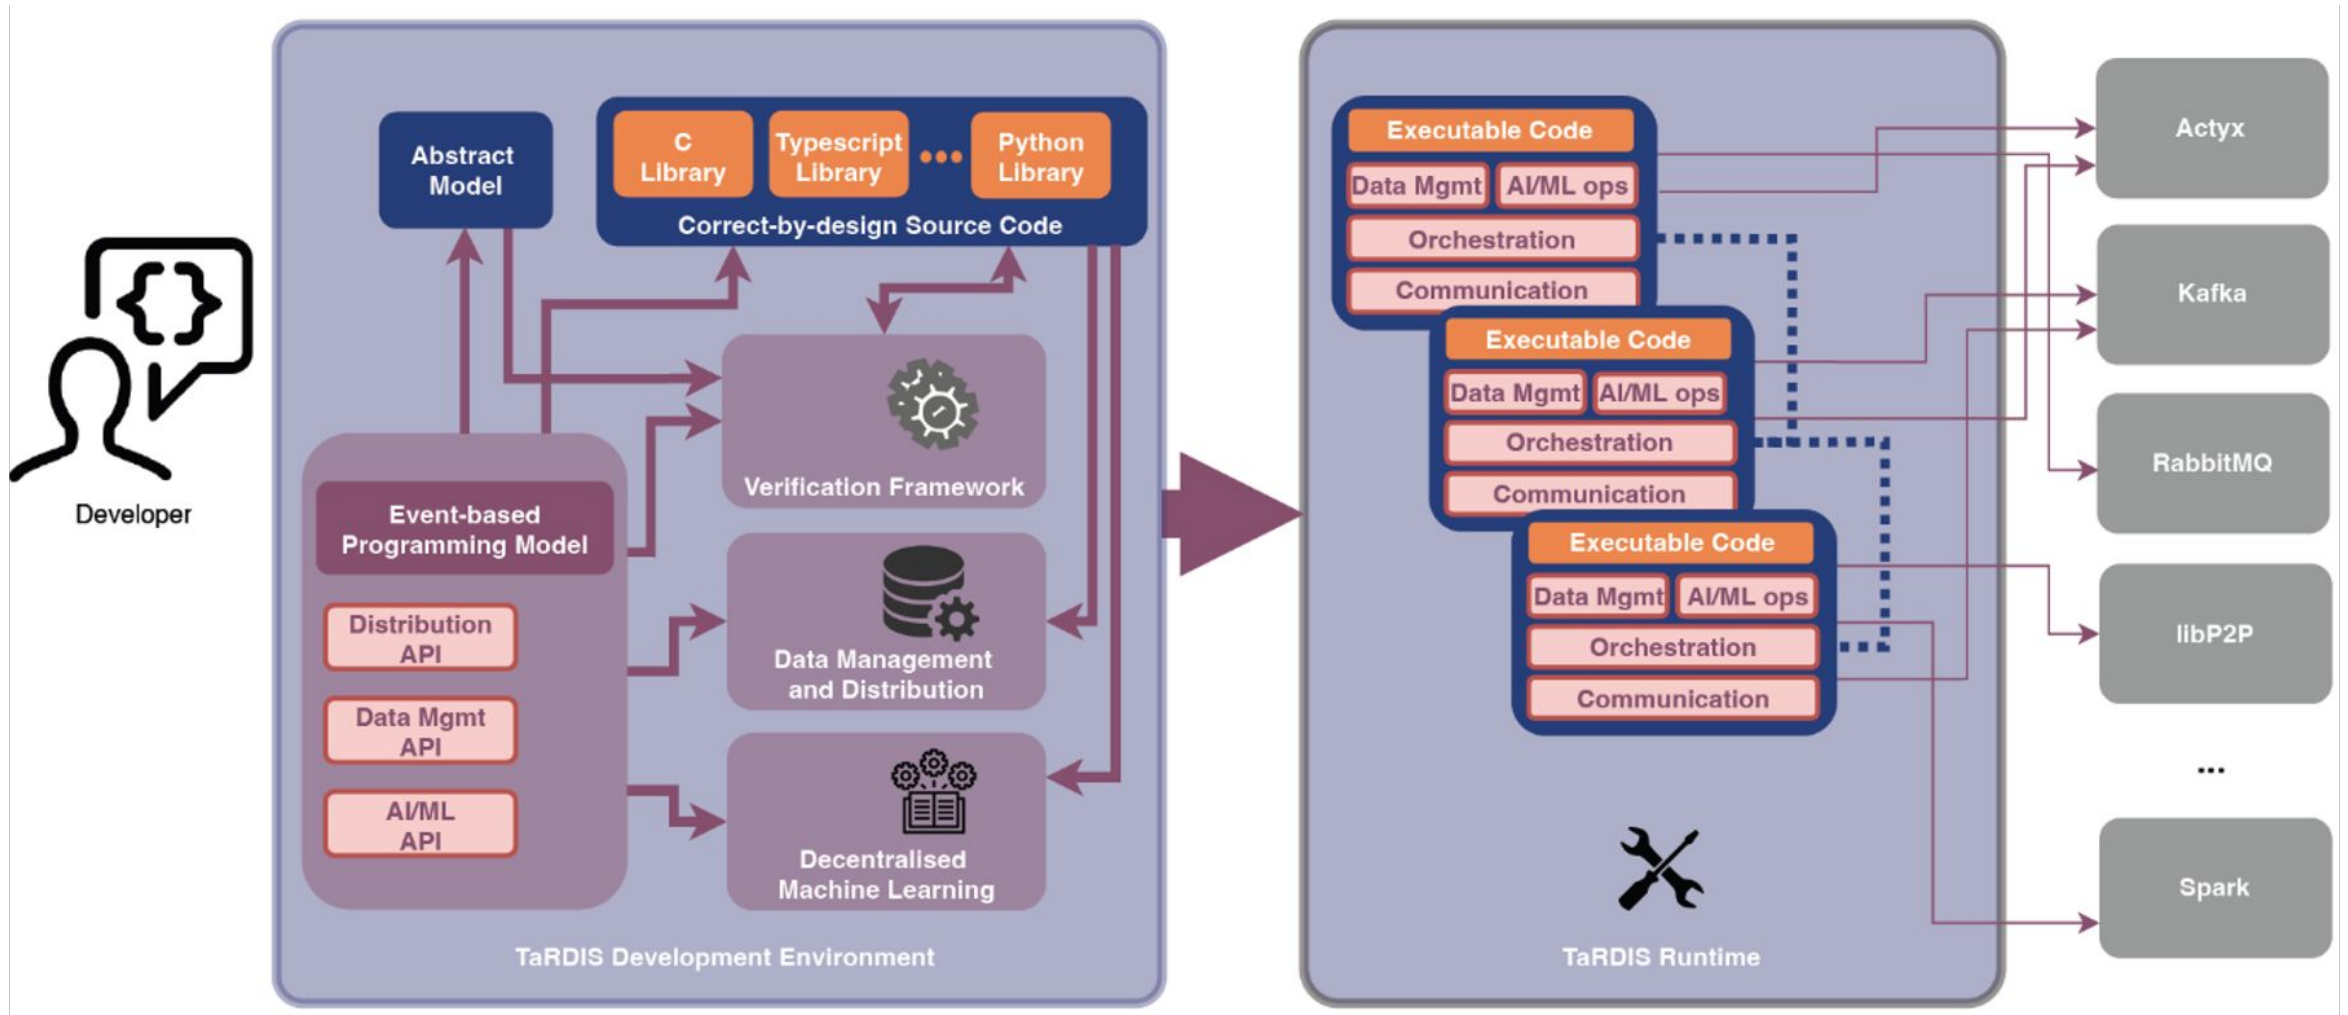 Developer
Abstract
Model
C
Library
Typescript
Library
Python
Library
Correct-by-design Source Code
Verification Framework
Event-based
Programming Model
Distribution
API
Data Mgmt
API
AI/ML
API
Data Management
and Distribution
Decentralised
Machine Learning
TaRDIS Development Environment
Executable Code
Data Mgmt
AI/ML ops
Orchestration
Communication
Executable Code
Data Mgmt
AI/ML ops
Orchestration
Communication
Executable Code
Data Mgmt
AI/ML ops
Orchestration
Communication
TaRDIS Runtime
Actyx
Kafka
RabbitMQ
libP2P
...
Spark